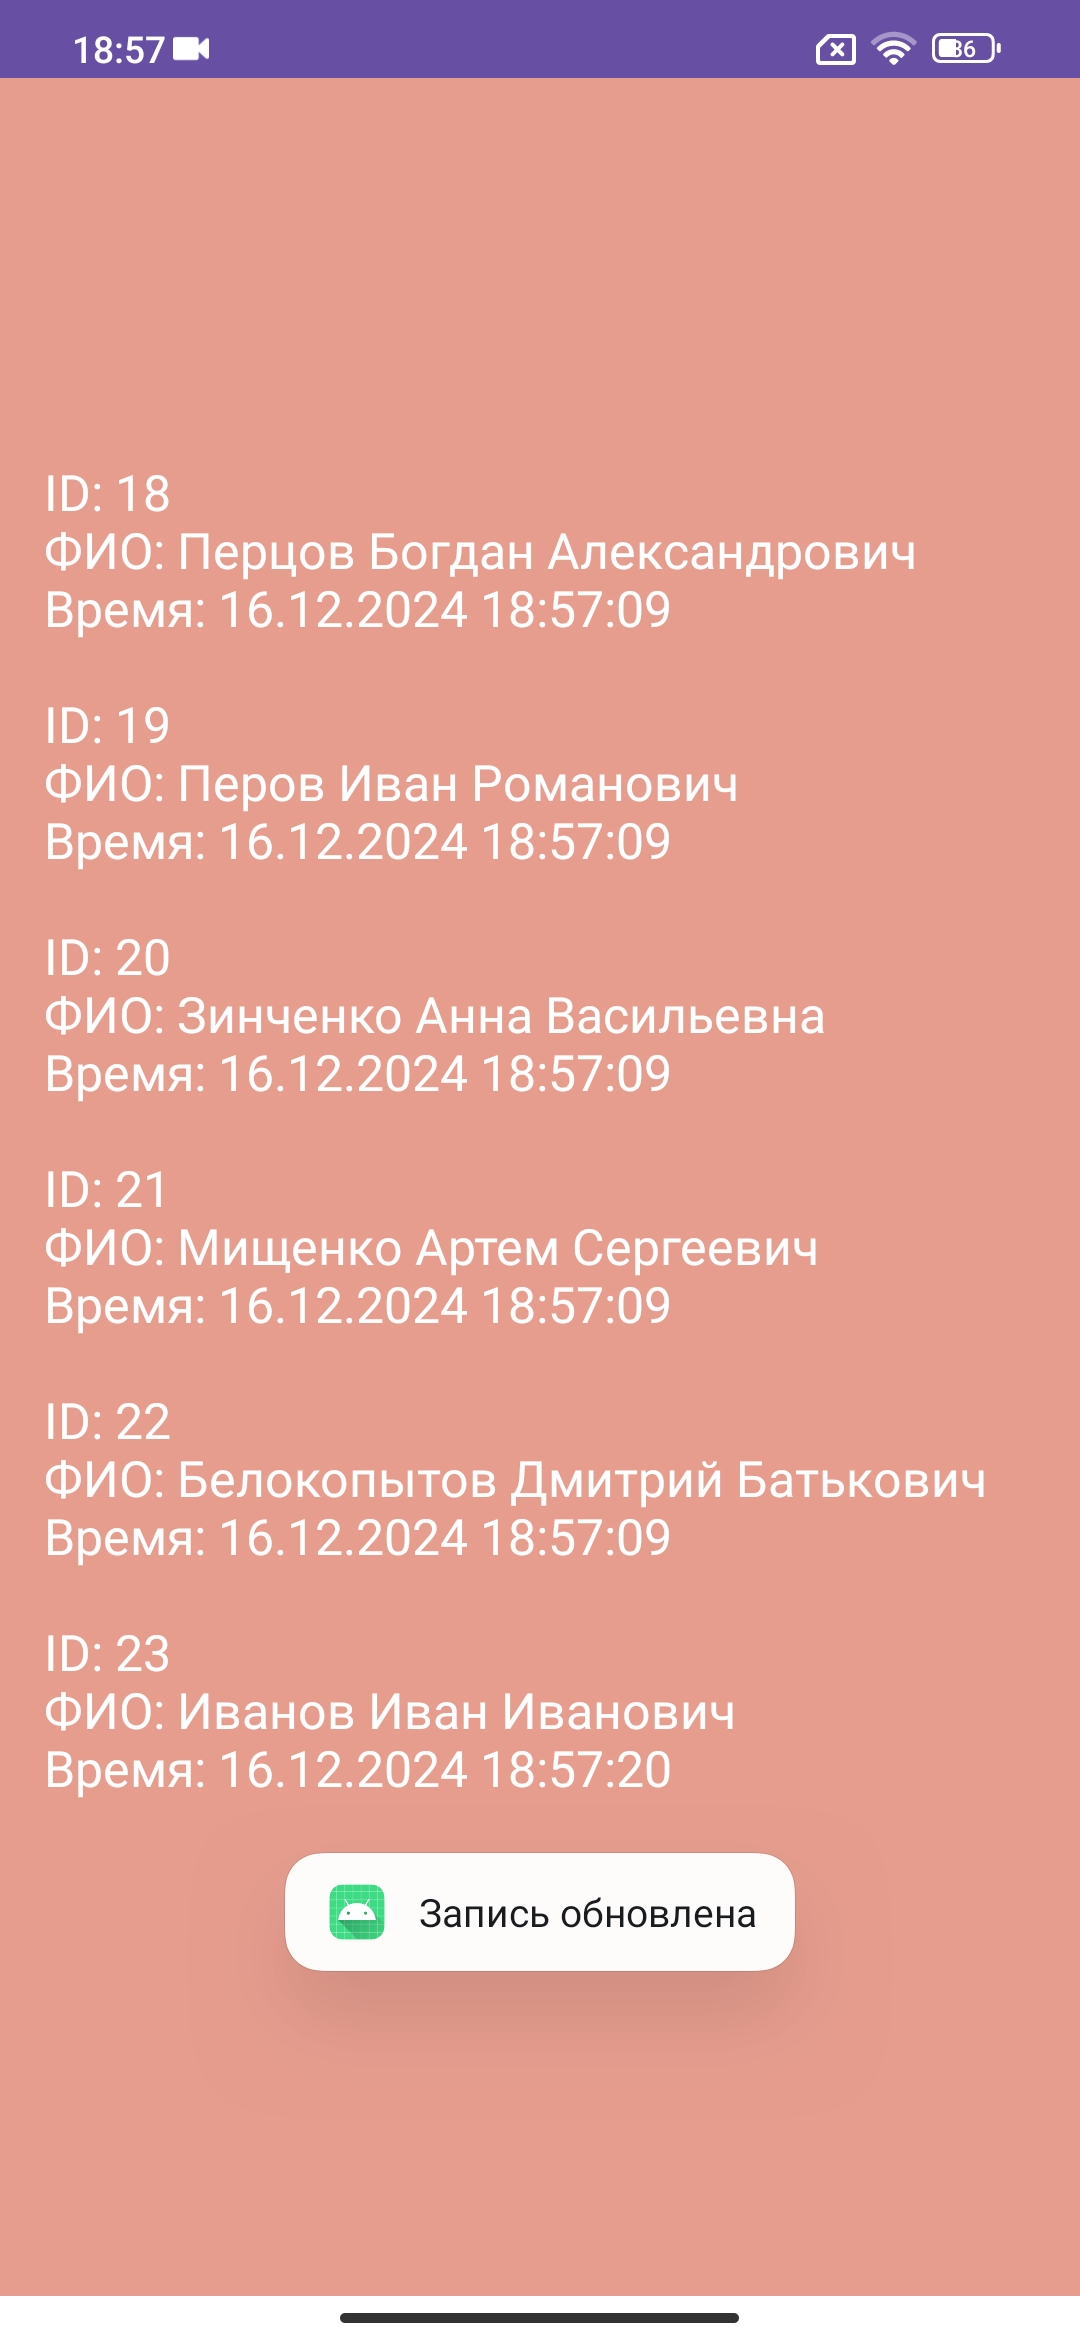 18:57
36
ID: 18
ФИО: Перцов Богдан Александрович
Время: 16.12.2024 18:57:09
ID: 19
ФИО: Перов Иван Романович
Время: 16.12.2024 18:57:09
ID: 20
ФИО: Зинченко Анна Васильевна
Время: 16.12.2024 18:57:09
ID: 21
ФИО: Мищенко Артем Сергеевич
Время: 16.12.2024 18:57:09
ID: 22
ФИО: Белокопытов Дмитрий Батькович
Время: 16.12.2024 18:57:09
ID: 23
ФИО: Иванов Иван Иванович
Время: 16.12.2024 18:57:20
Запись обновлена